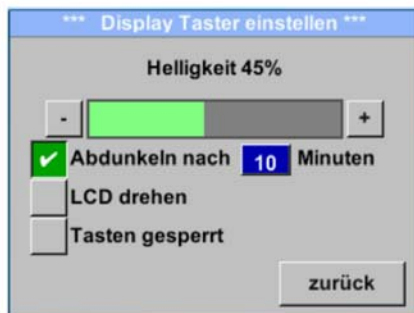 *** Display Taster einstellen ***
Helligkeit 45%
- +
Abdunkeln nach 10 Minuten
LCD drehen
Tasten gesperrt
zurück